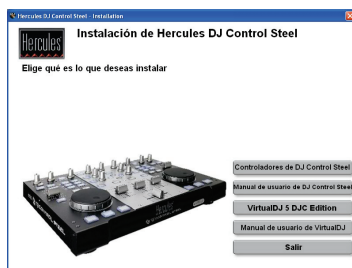 Hercules DJ Control Steel - Installation
Hercules
Instalación de Hercules DJ Control Steel
Elige qué es lo que deseas instalar
Controladores de DJ Control Steel
Manual de usuario de DJ Control Steel
VirtualDJ 5 DJC Edition
Manual de usuario de VirtualDJ
Salir
Hercules